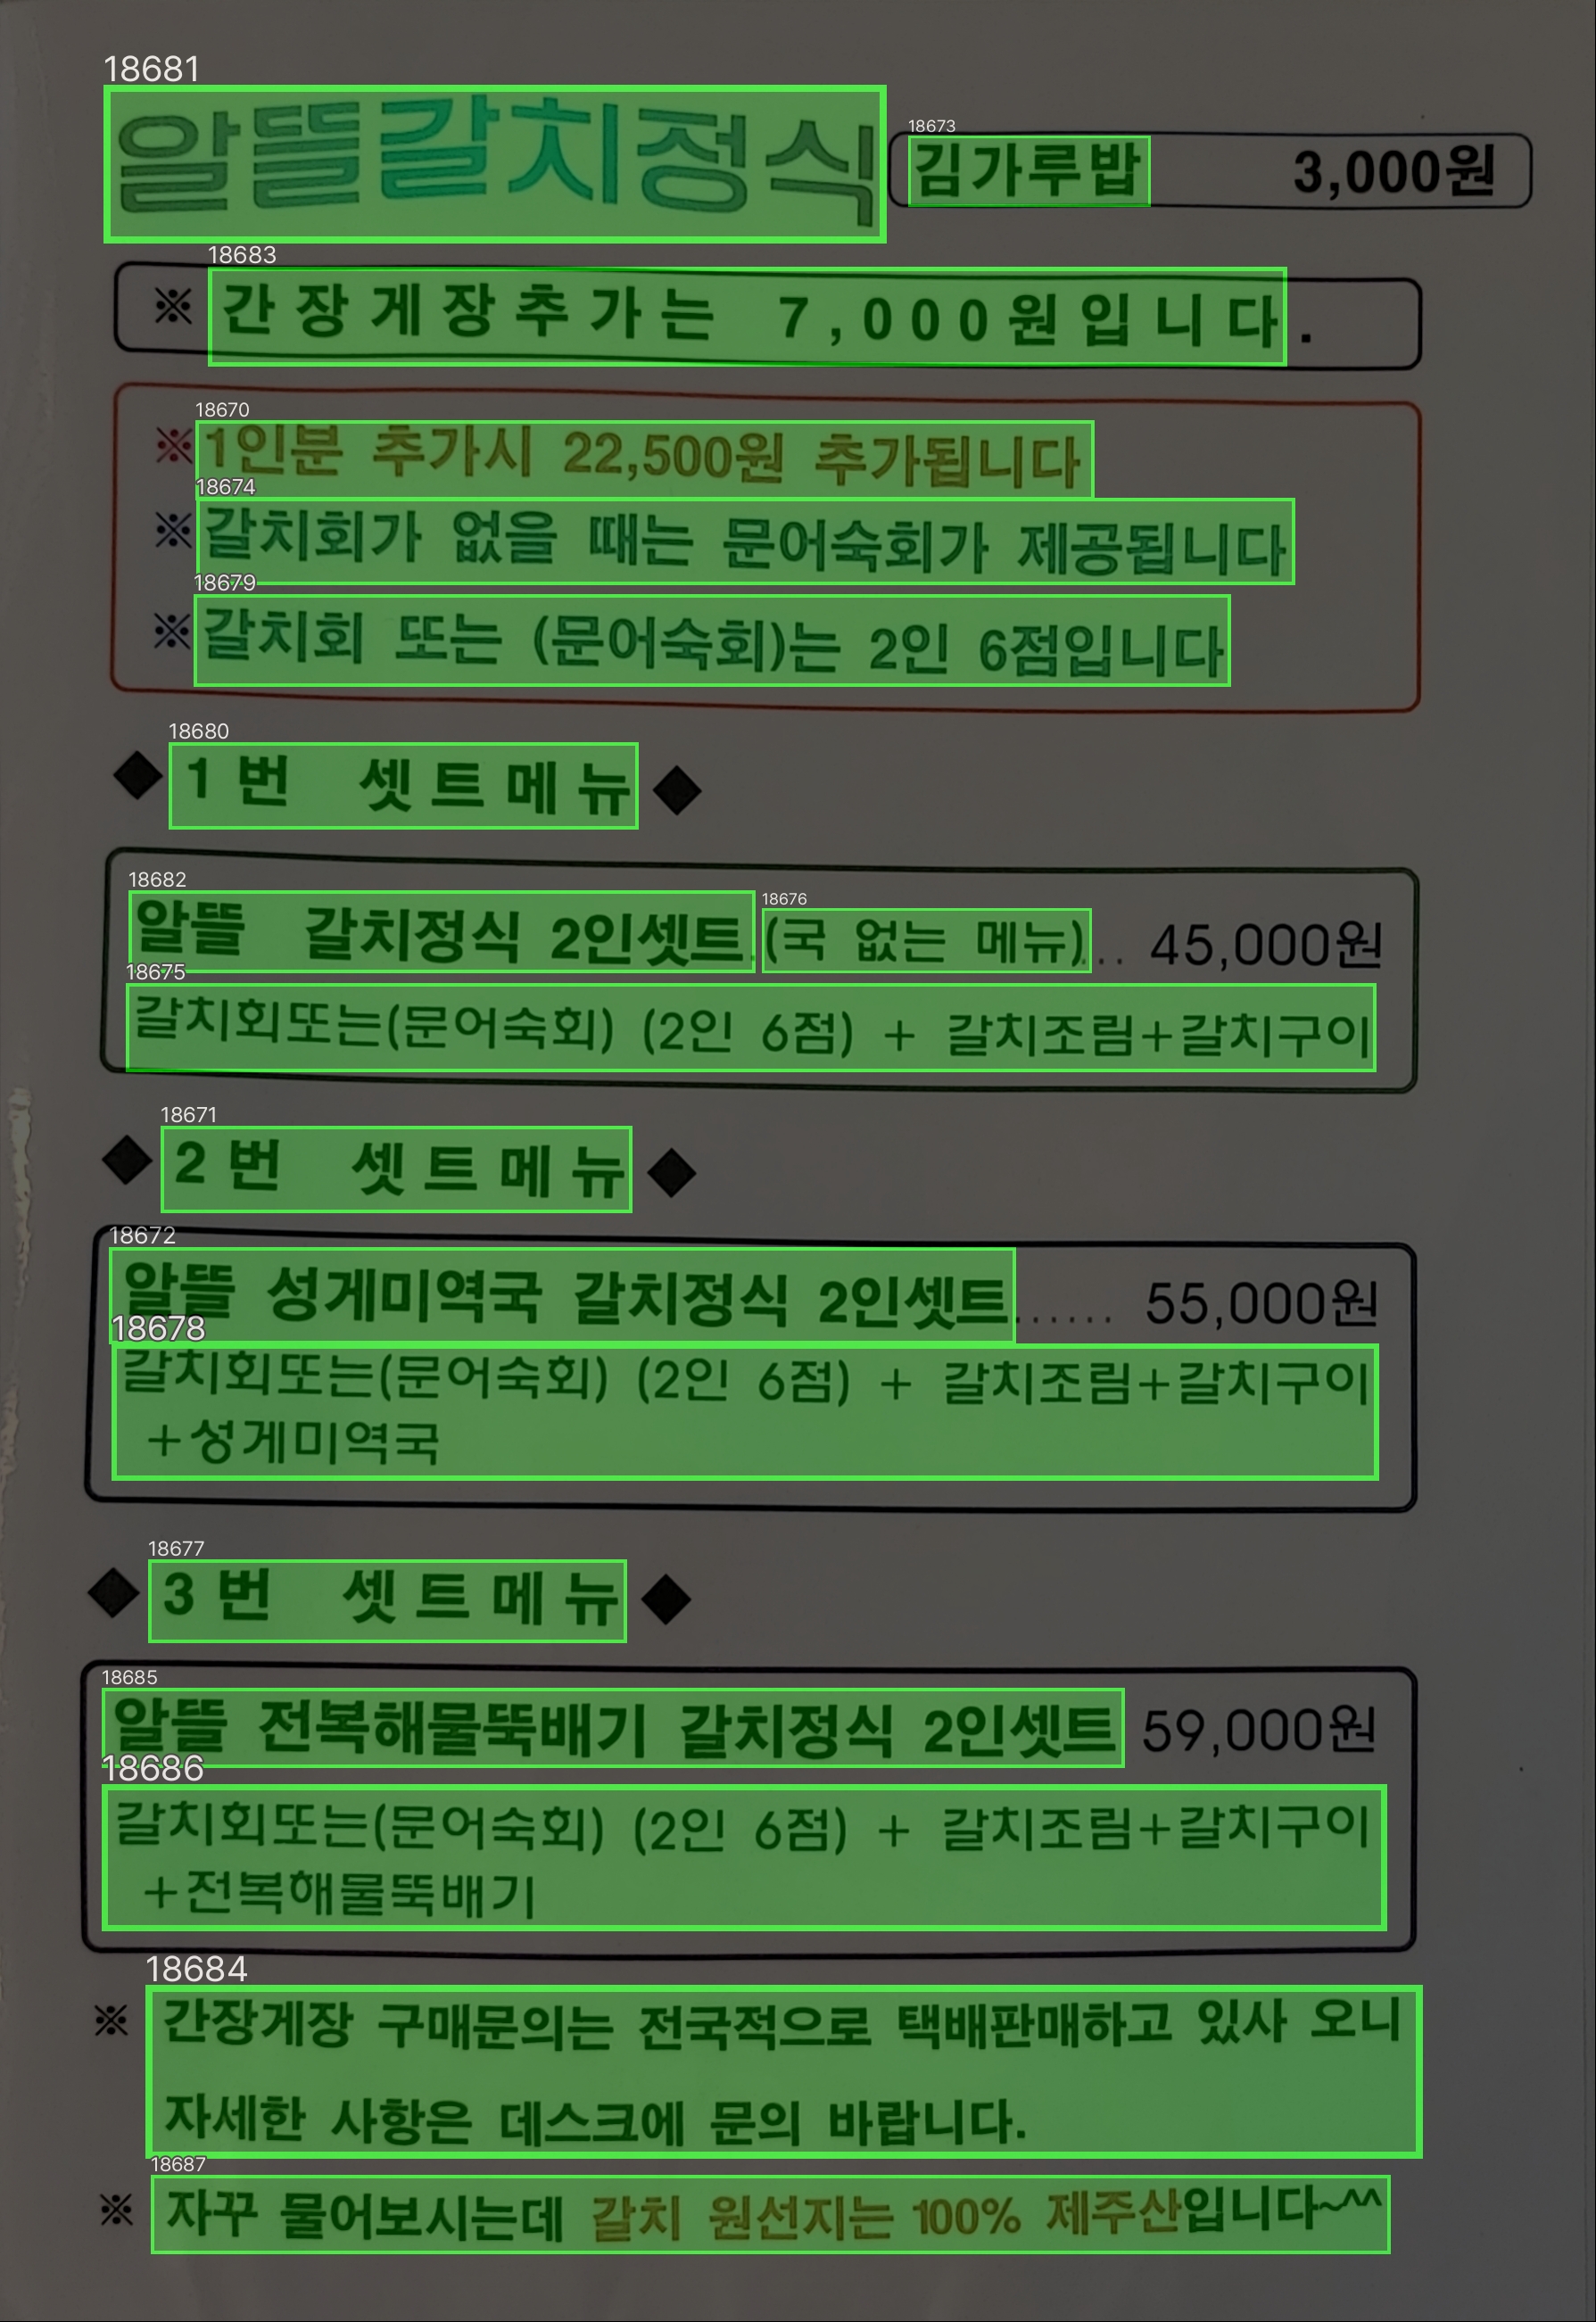 알뜰갈치정식 김가루밥 3,000원
※ 간장게장추가는 7,000원입니다.
※1인분 추가시 22,500원 추가됩니다
※갈치회가 없을 때는 문어숙회가 제공됩니다
※갈치회 또는 (문어숙회)는 2인 6점입니다
◆ 1번 셋트메뉴 ◆
알뜰 갈치정식 2인셋트.(국 없는 메뉴)... 45,000원
갈치회또는(문어숙회) (2인 6점) + 갈치조림+갈치구이
◆ 2번 셋트메뉴 ◆
알뜰 성게미역국 갈치정식 2인셋트...... 55,000원
갈치회또는(문어숙회) (2인 6점) + 갈치조림+갈치구이
+성게미역국
◆ 3번 셋트메뉴 ◆
알뜰 전복해물뚝배기 갈치정식 2인셋트 59,000원
갈치회또는(문어숙회) (2인 6점) + 갈치조림+갈치구이
+전복해물뚝배기
※ 간장게장 구매문의는 전국적으로 택배판매하고 있사 오니
자세한 사항은 데스크에 문의 바랍니다.
※ 자꾸 물어보시는데 갈치 원선지는 100% 제주산입니다~^^
18681
18673
18683
18670
18674
18679
18680
18682
18676
18675
18671
18672
18678
18677
18685
18686
18684
18687